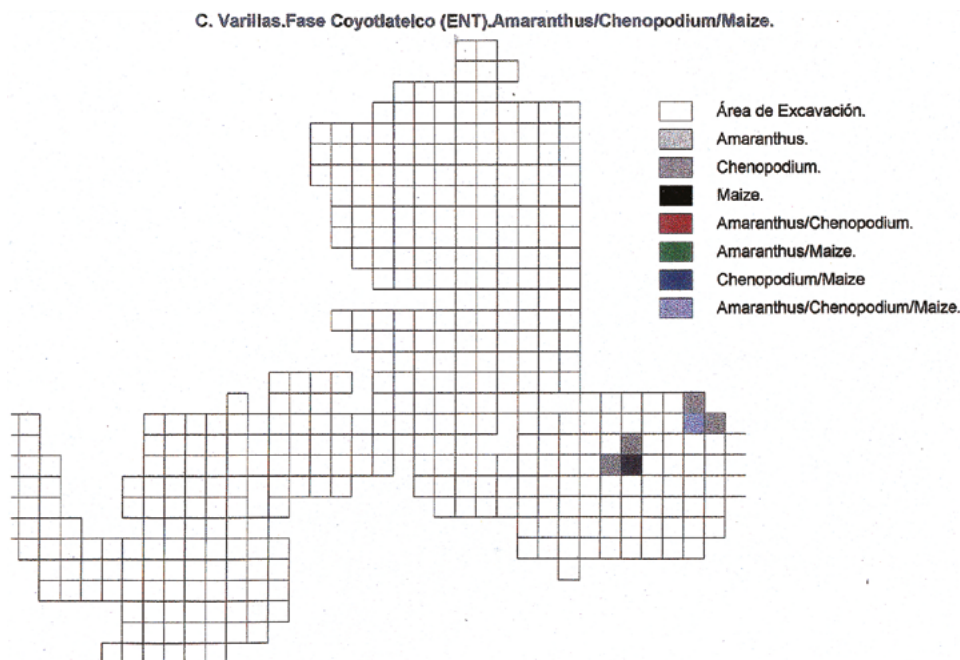 C. Varillas.Fase Coyotlatelco (ENT).Amaranthus/Chenopodium/Maize.
Área de Excavación.
Amaranthus.
Chenopodium.
Maize.
Amaranthus/Chenopodium.
Amaranthus/Maize.
Chenopodium/Maize
Amaranthus/Chenopodium/Maize.